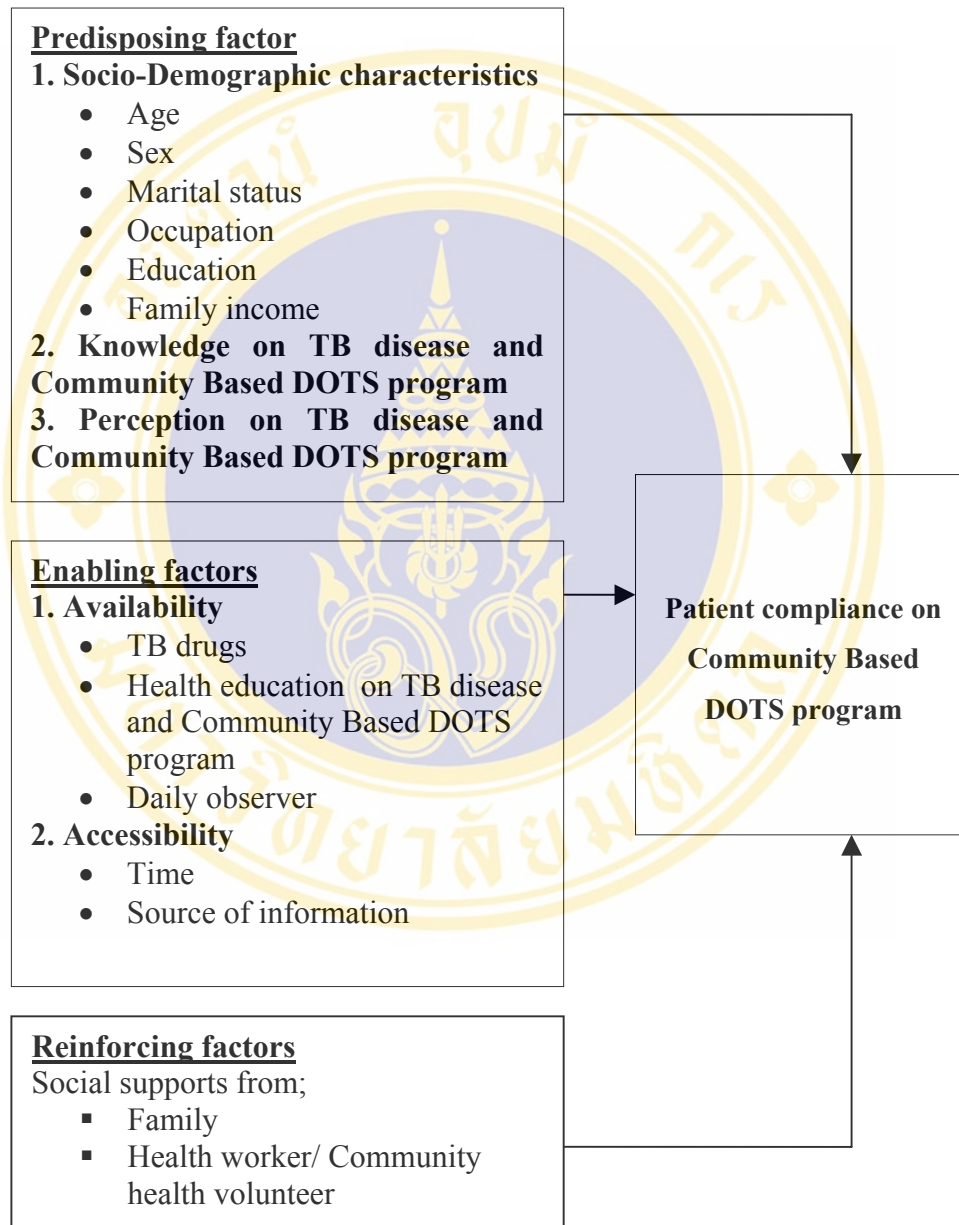 Predisposing factor
1. Socio-Demographic characteristics
• Age
• Sex
• Marital status
• Occupation
• Education
• Family income
2. Knowledge on TB disease and
Community Based DOTS program
3. Perception on TB disease and
Community Based DOTS program
Enabling factors
1. Availability
• TB drugs
• Health education on TB disease
and Community Based DOTS
program
• Daily observer
2. Accessibility
• Time
• Source of information
Reinforcing factors
Social supports from;
▪ Family
▪ Health worker/ Community
health volunteer
Patient compliance on
Community Based
DOTS program